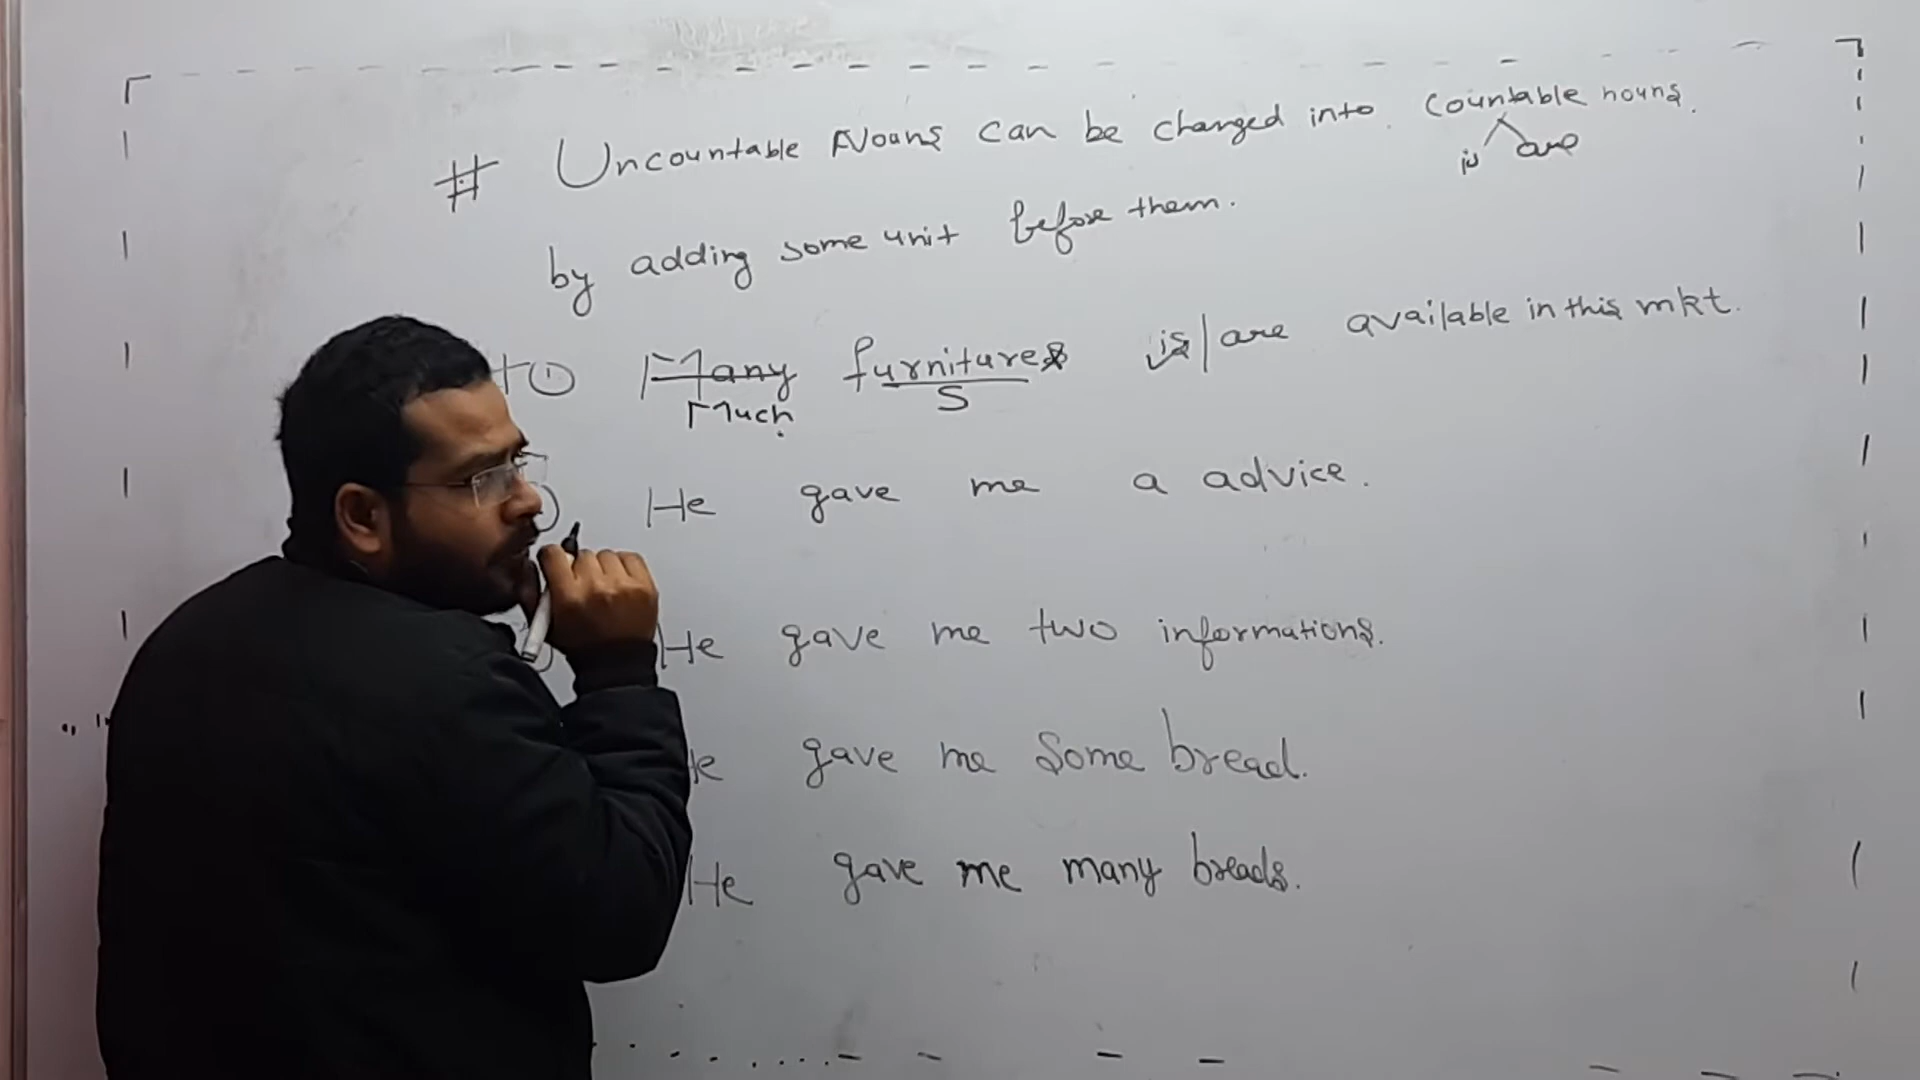 # Uncountable Nouns can be changed into countable nouns.
is are
by adding some unit before them.
① Many furnitures is/are available in this mkt.
Much S
He gave me a advice.
He gave me two informations.
gave me some bread.
He gave me many breads.